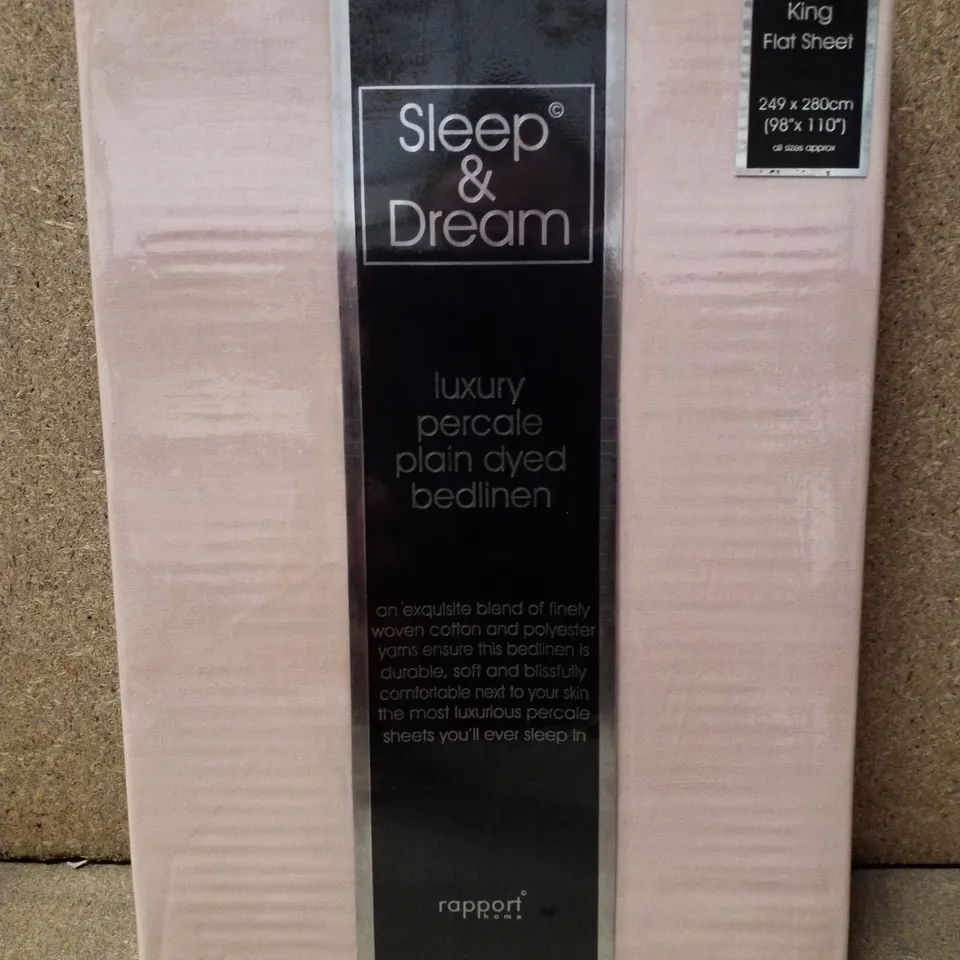 King
Flat Sheet
249 x 280cm
(98"x 110")
all sizes approx
Sleep©
&
Dream
luxury
percale
plain dyed
bedlinen
an exquisite blend of finely
woven cotton and polyester
yarns ensure this bedlinen is
durable, soft and blissfully
comfortable next to your skin
the most luxurious percale
sheets you'll ever sleep in
rapport©
home